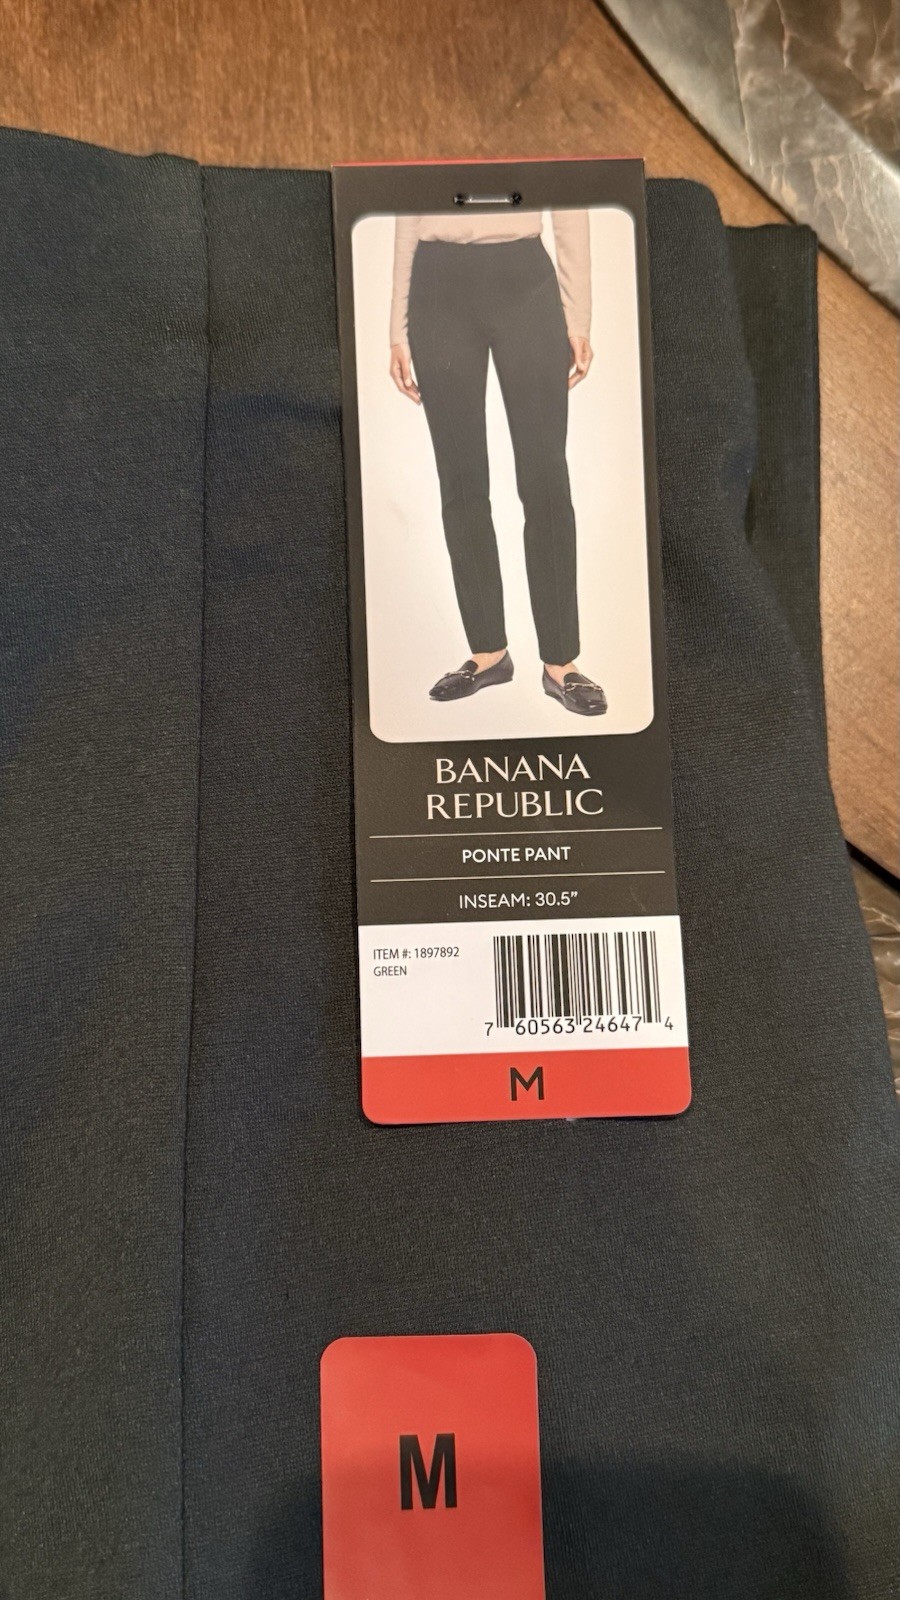 BANANA
REPUBLIC
PONTE PANT
INSEAM: 30.5”
ITEM #: 1897892
GREEN
7 60563 24647 4
M
M